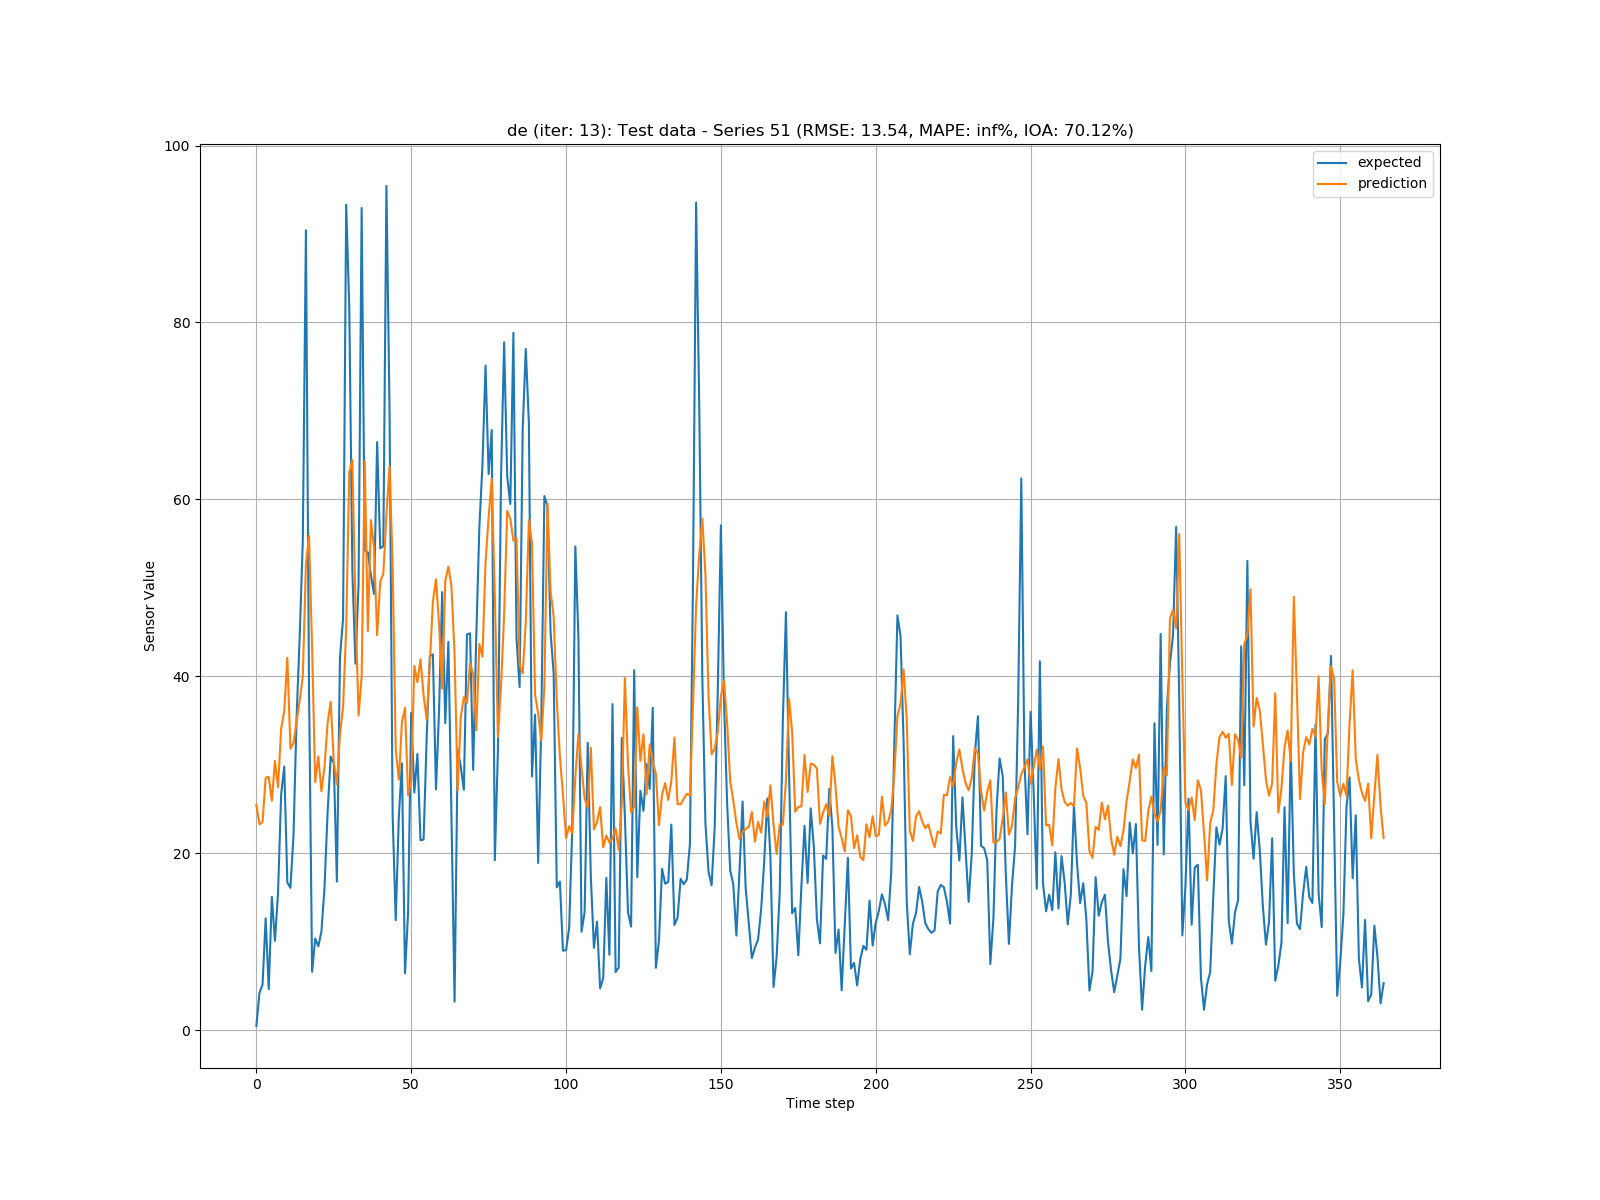 de (iter: 13): Test data - Series 51 (RMSE: 13.54, MAPE: inf%, IOA: 70.12%)
expected
prediction
100
80
60
40
20
0
Sensor Value
0 50 100 150 200 250 300 350
Time step